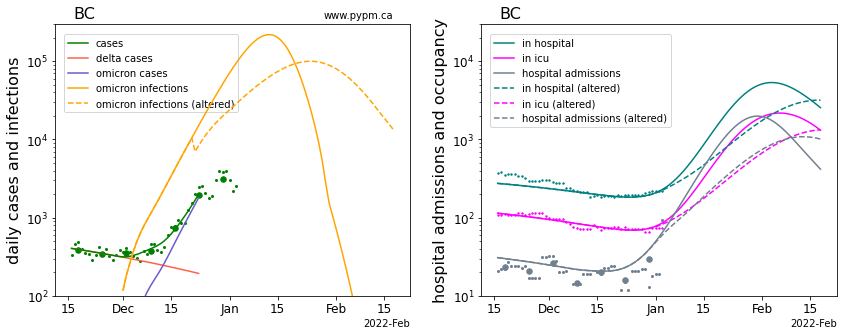 BC
www.pypm.ca
daily cases and infections
10^5
10^4
10^3
10^2
cases
delta cases
omicron cases
omicron infections
omicron infections (altered)
15 Dec 15 Jan 15 Feb 15
2022-Feb
BC
hospital admissions and occupancy
10^4
10^3
10^2
10^1
in hospital
in icu
hospital admissions
in hospital (altered)
in icu (altered)
hospital admissions (altered)
15 Dec 15 Jan 15 Feb 15
2022-Feb